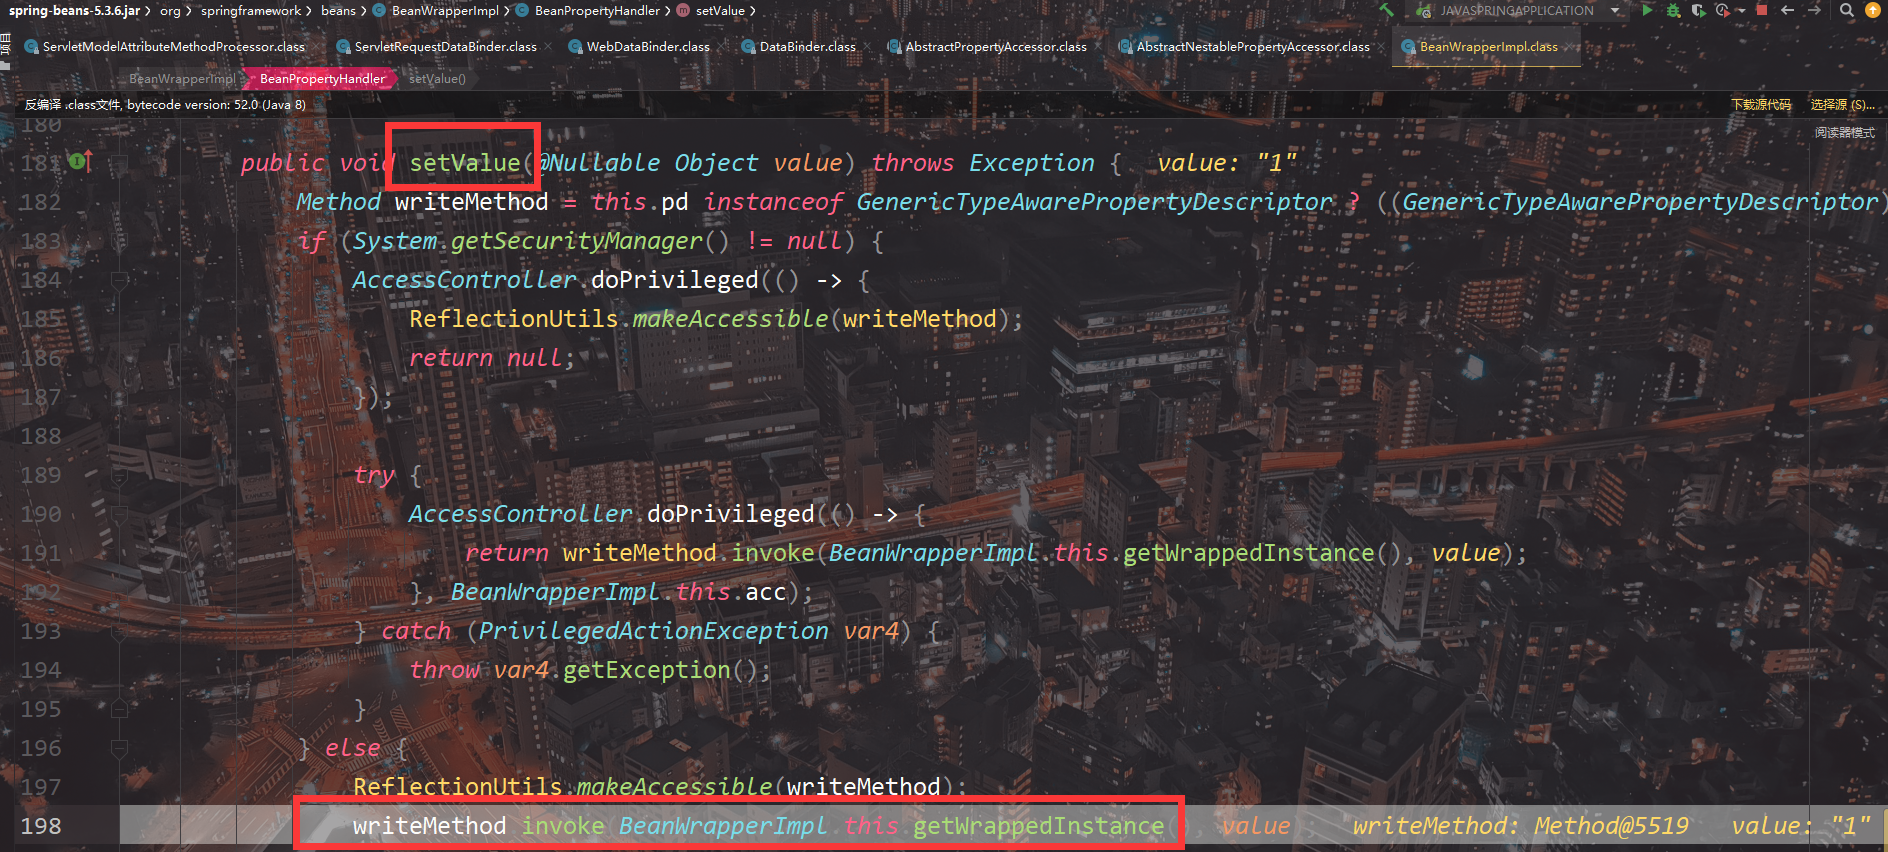 spring-beans-5.3.6.jar › org › springframework › beans › BeanWrapperImpl › BeanPropertyHandler › setValue ›
JAVASPRINGAPPLICATION
项目
ServletModelAttributeMethodProcessor.class ServletRequestDataBinder.class WebDataBinder.class DataBinder.class AbstractPropertyAccessor.class AbstractNestablePropertyAccessor.class BeanWrapperImpl.class
BeanWrapperImpl BeanPropertyHandler setValue()
反编译 .class文件, bytecode version: 52.0 (Java 8) 下载源代码 选择源 (S)...
阅读器模式
180
181 public void setValue(@Nullable Object value) throws Exception { value: "1"
182 Method writeMethod = this.pd instanceof GenericTypeAwarePropertyDescriptor ? ((GenericTypeAwarePropertyDescriptor)
183 if (System.getSecurityManager() != null) {
184 AccessController.doPrivileged(() -> {
185 ReflectionUtils.makeAccessible(writeMethod);
186 return null;
187 });
188
189 try {
190 AccessController.doPrivileged(() -> {
191 return writeMethod.invoke(BeanWrapperImpl.this.getWrappedInstance(), value);
192 }, BeanWrapperImpl.this.acc);
193 } catch (PrivilegedActionException var4) {
194 throw var4.getException();
195 }
196 } else {
197 ReflectionUtils.makeAccessible(writeMethod);
198 writeMethod invoke BeanWrapperImpl.this.getWrappedInstance value writeMethod: Method@5519 value: "1"